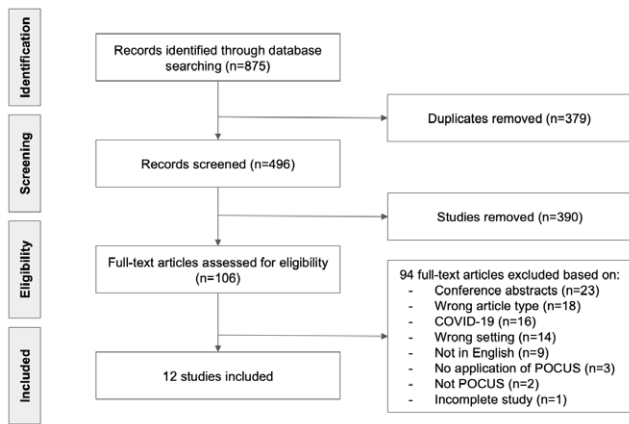 Identification
Records identified through database
searching (n=875)
Duplicates removed (n=379)
Screening
Records screened (n=496)
Studies removed (n=390)
Eligibility
Full-text articles assessed for eligibility
(n=106)
94 full-text articles excluded based on:
- Conference abstracts (n=23)
- Wrong article type (n=18)
- COVID-19 (n=16)
- Wrong setting (n=14)
- Not in English (n=9)
- No application of POCUS (n=3)
- Not POCUS (n=2)
- Incomplete study (n=1)
Included
12 studies included